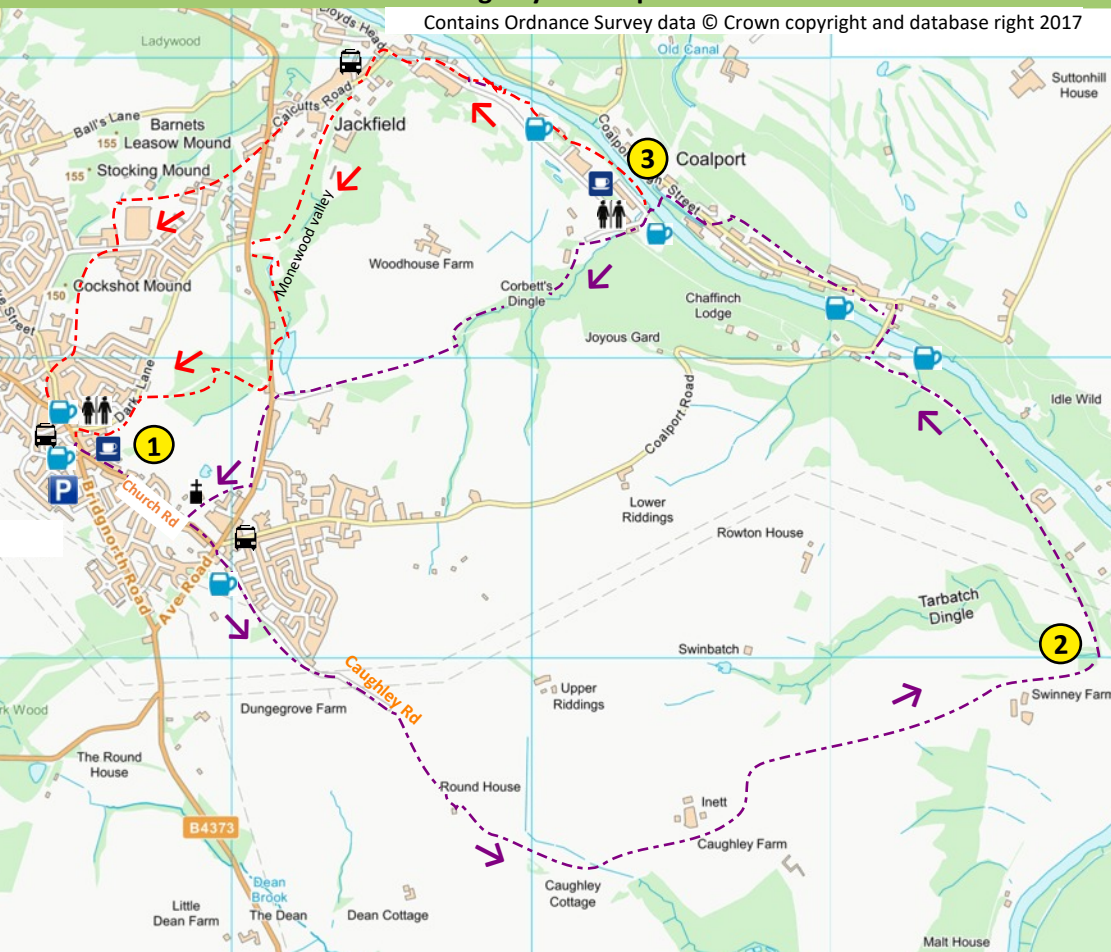 Contains Ordnance Survey data © Crown copyright and database right 2017
Ladywood
Lloyds Head
Old Canal
Suttonhill
House
Calcutts Road
Ball's Lane
Barnets
155 Leasow Mound
Jackfield
Coalport High Street
3
Coalport
155 Stocking Mound
Monewood valley
Woodhouse Farm
Cockshot Mound
150
Corbett's
Dingle
Chaffinch
Lodge
Joyous Gard
Street
Dark Lane
Coalport Road
Idle Wild
1
P
Church Rd
Bridgnorth Road
Lower
Riddings
Rowton House
Ave Road
Tarbatch
Dingle
2
Swinbatch
Caughley Rd
Upper
Riddings
Swinney Farm
Dungegrove Farm
rk Wood
The Round
House
Round House
Inett
B4373
Caughley Farm
Dean
Brook
Caughley
Cottage
Little
Dean Farm
The Dean
Dean Cottage
Malt House